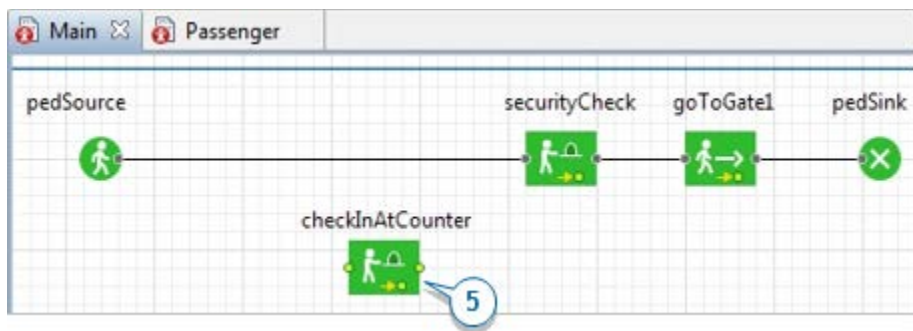 Main Passenger
pedSource securityCheck goToGate1 pedSink
checkInAtCounter
5